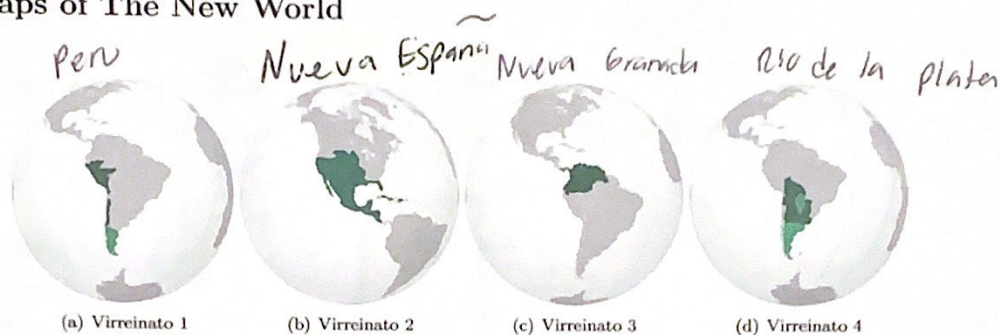 aps of The New World
Peru
Nueva España
Nueva Granada
Rio de la plata
(a) Virreinato 1
(b) Virreinato 2
(c) Virreinato 3
(d) Virreinato 4